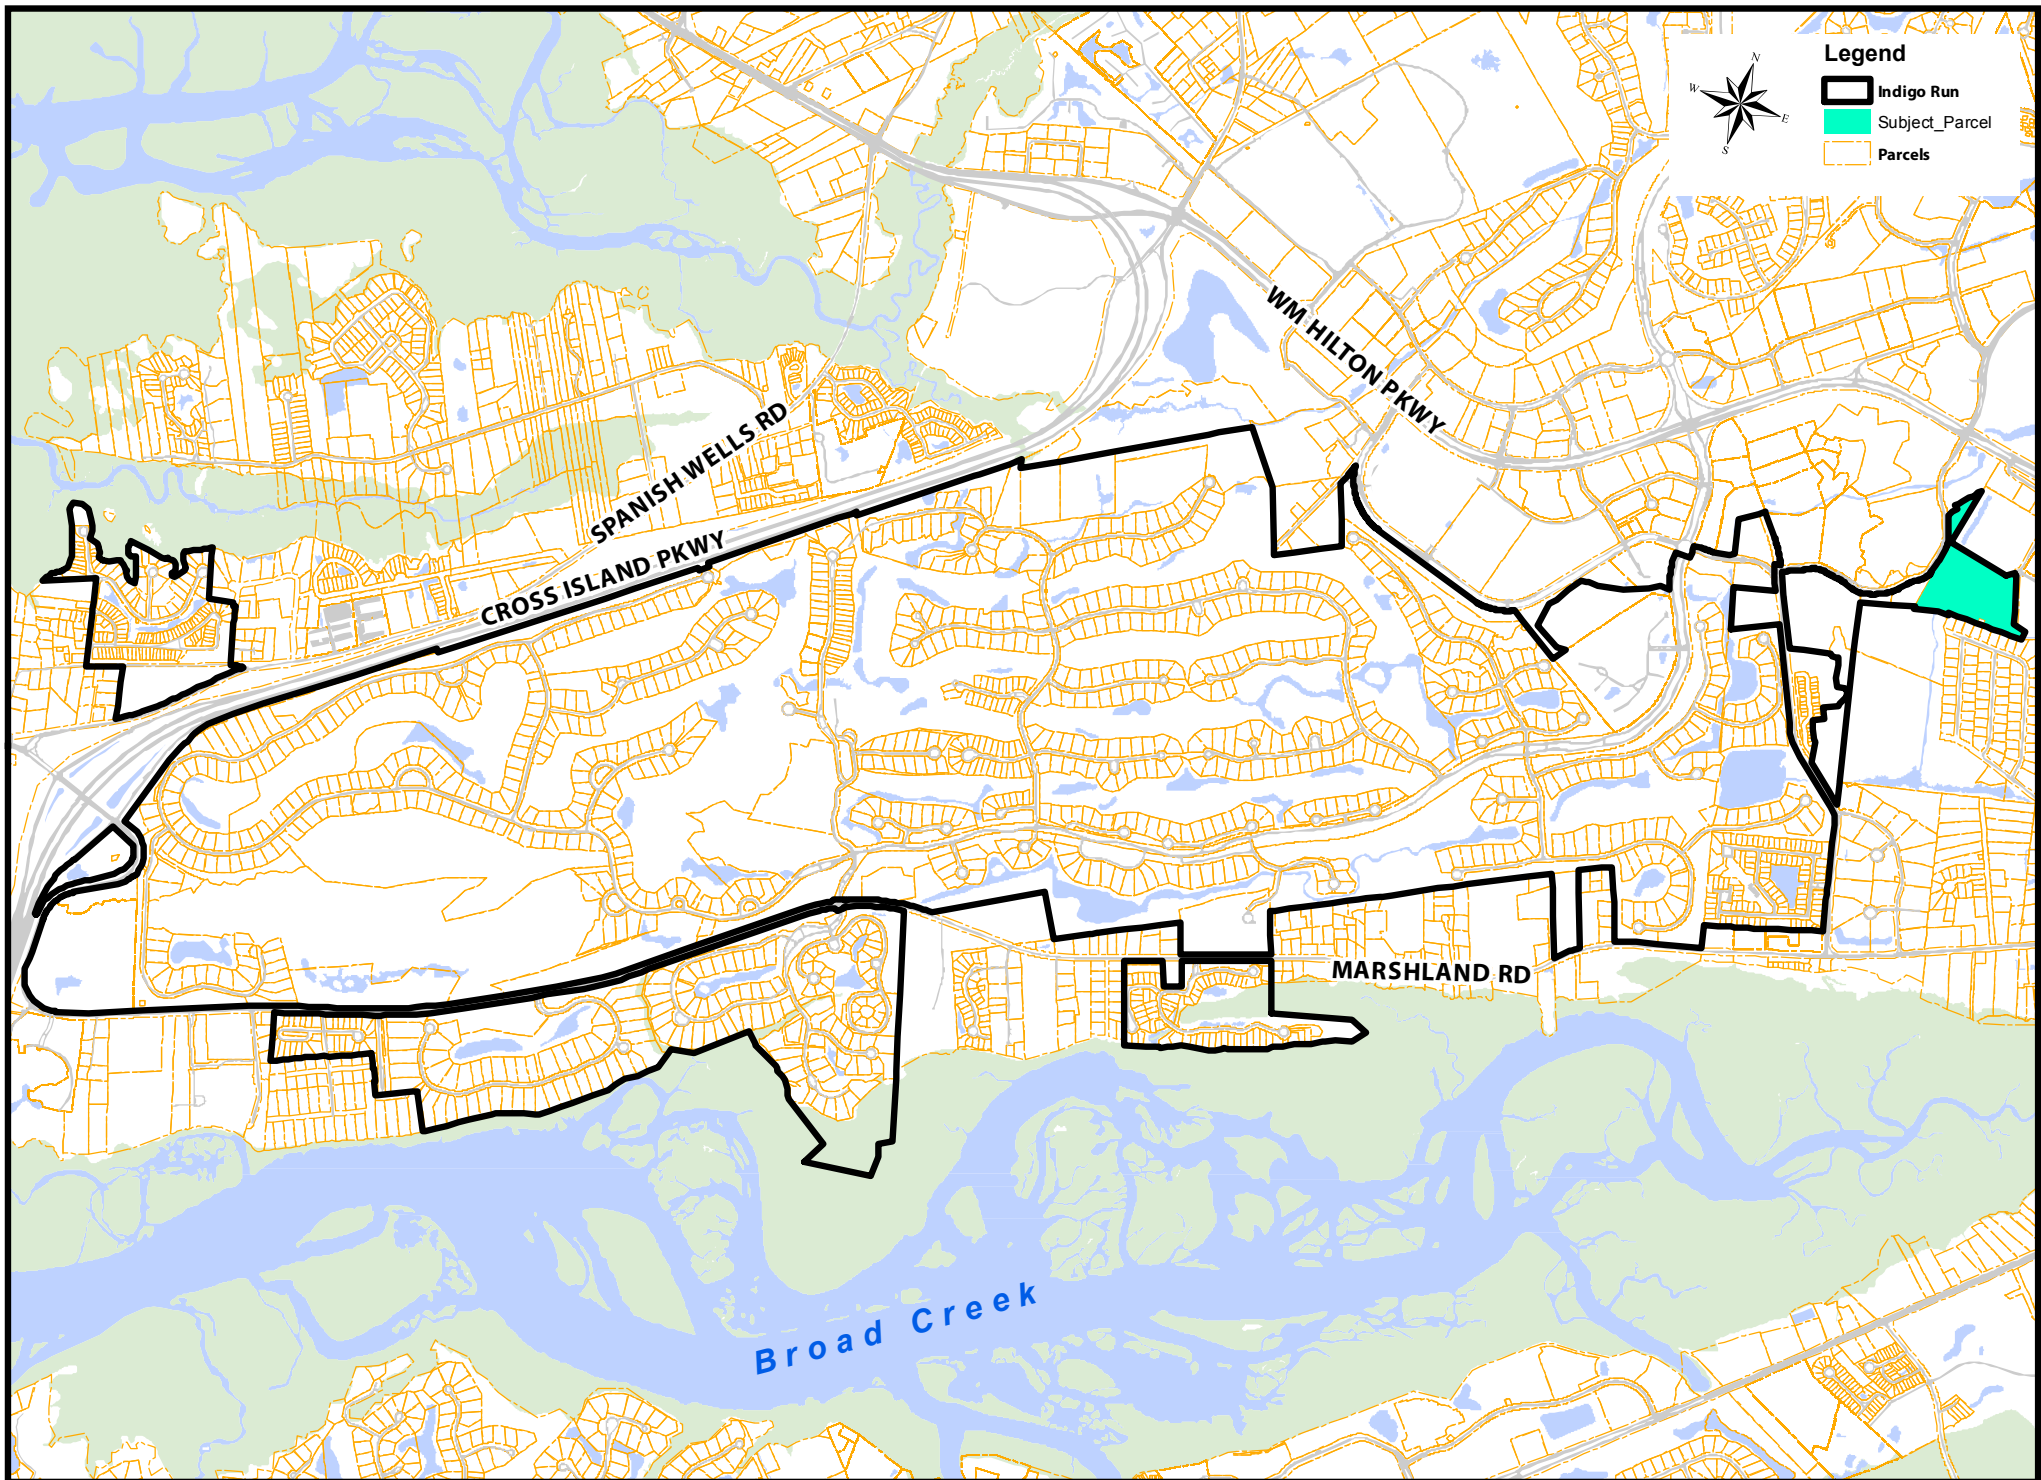 Legend
N
W
E
S
Indigo Run
Subject_Parcel
Parcels
WM HILTON PKWY
SPANISH WELLS RD
CROSS ISLAND PKWY
MARSHLAND RD
Broad Creek